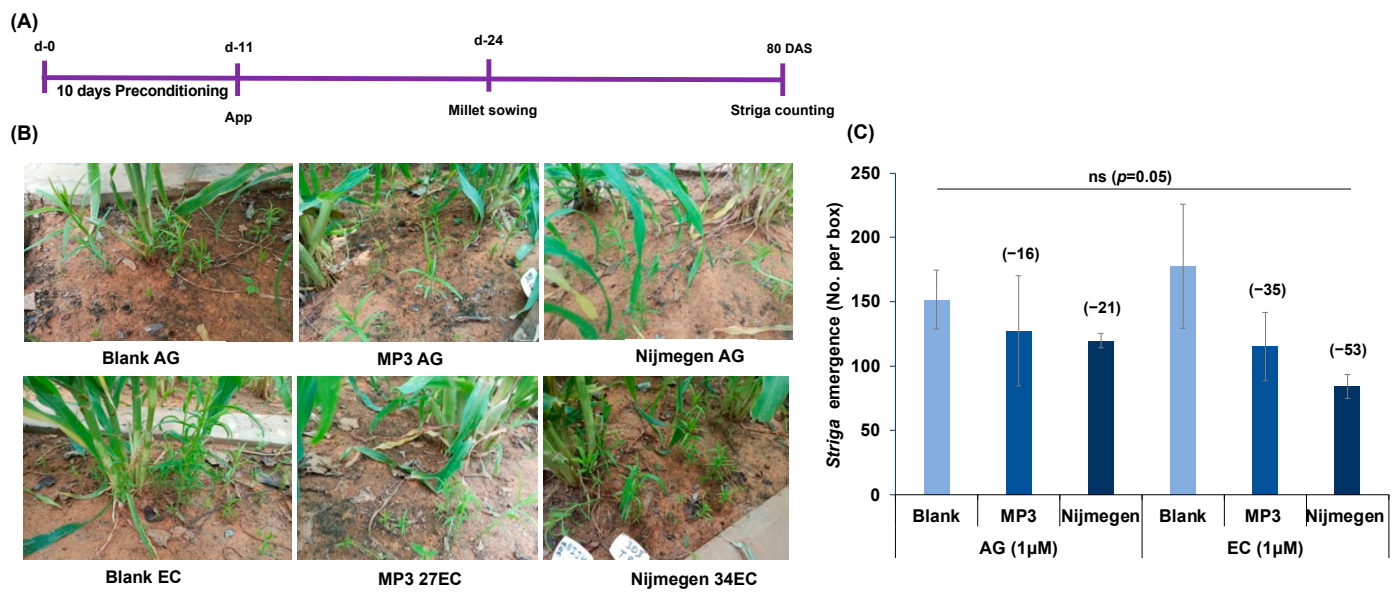 (A)
d-0
d-11
d-24
80 DAS
10 days Preconditioning
App
Millet sowing
Striga counting
(B)
Blank AG
MP3 AG
Nijmegen AG
Blank EC
MP3 27EC
Nijmegen 34EC
(C)
Striga emergence (No. per box)
250
200
150
100
50
0
ns (p=0.05)
(−16)
(−21)
(−35)
(−53)
Blank
MP3
Nijmegen
Blank
MP3
Nijmegen
AG (1µM)
EC (1µM)